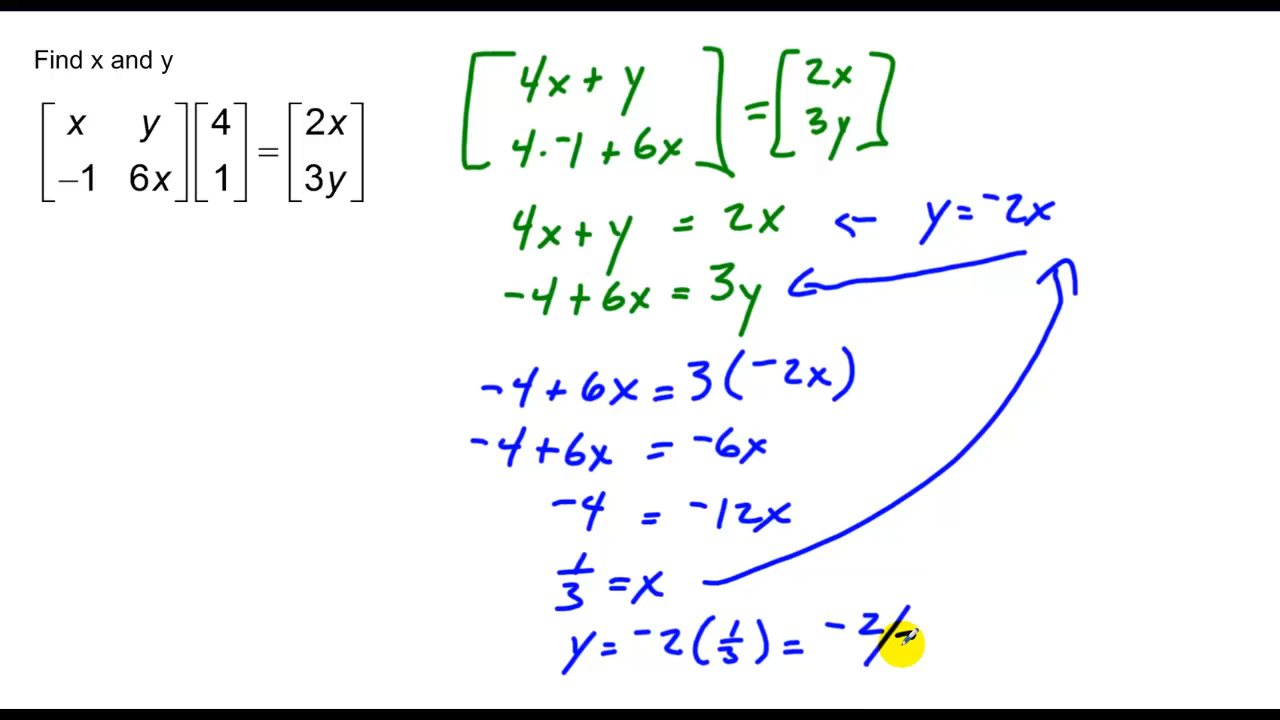 Find x and y
[x y; −1 6x][4; 1] = [2x; 3y]
[4x + y; 4·-1 + 6x] = [2x; 3y]
4x + y = 2x ← y = -2x
-4 + 6x = 3y
-4 + 6x = 3(-2x)
-4 + 6x = -6x
-4 = -12x
1/3 = x
y = -2(1/3) = -2/